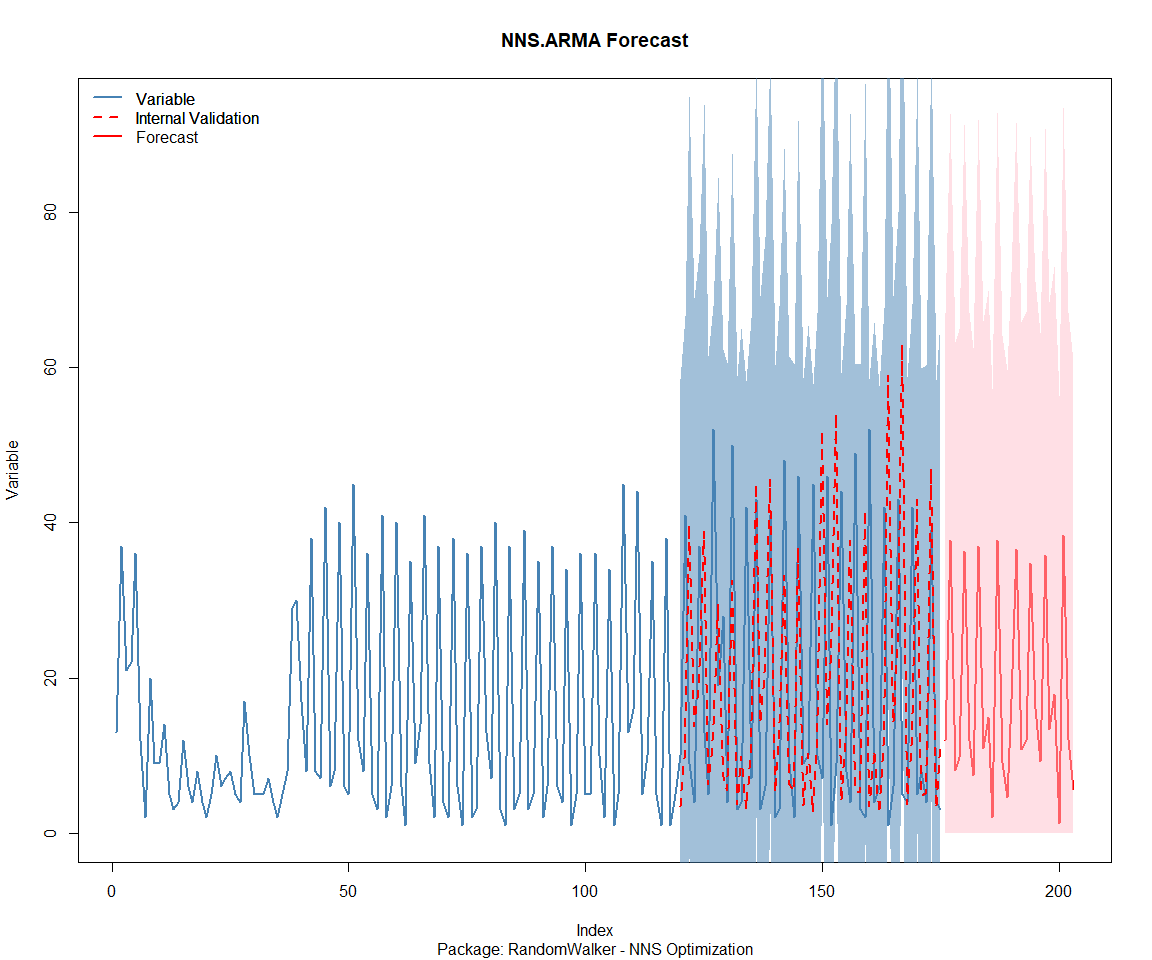 NNS.ARMA Forecast
Variable
Internal Validation
Forecast
Variable
80
60
40
20
0
0 50 100 150 200
Index
Package: RandomWalker - NNS Optimization